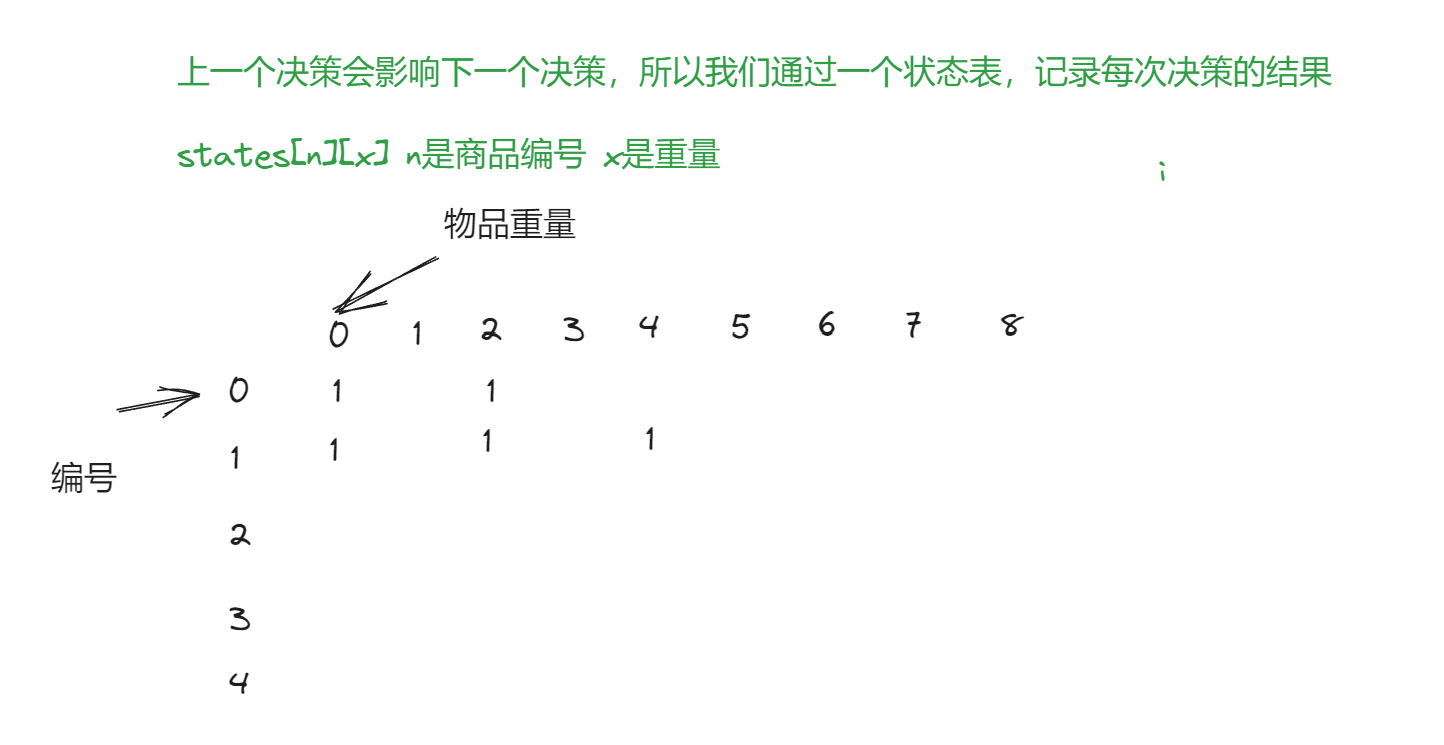 上一个决策会影响下一个决策，所以我们通过一个状态表，记录每次决策的结果
states[n][x] n是商品编号 x是重量
i
物品重量
0 1 2 3 4 5 6 7 8
0 1 1
1 1 1 1
编号
2
3
4